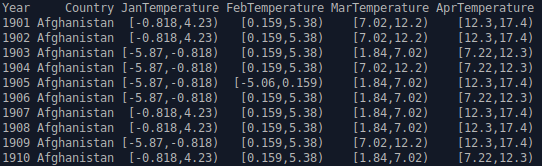 Year Country JanTemperature FebTemperature MarTemperature AprTemperature
1901 Afghanistan [-0.818,4.23) [0.159,5.38) [7.02,12.2) [12.3,17.4)
1902 Afghanistan [-0.818,4.23) [0.159,5.38) [7.02,12.2) [12.3,17.4)
1903 Afghanistan [-5.87,-0.818) [0.159,5.38) [1.84,7.02) [7.22,12.3)
1904 Afghanistan [-5.87,-0.818) [0.159,5.38) [7.02,12.2) [12.3,17.4)
1905 Afghanistan [-5.87,-0.818) [-5.06,0.159) [1.84,7.02) [12.3,17.4)
1906 Afghanistan [-5.87,-0.818) [0.159,5.38) [1.84,7.02) [7.22,12.3)
1907 Afghanistan [-0.818,4.23) [0.159,5.38) [1.84,7.02) [12.3,17.4)
1908 Afghanistan [-0.818,4.23) [0.159,5.38) [1.84,7.02) [12.3,17.4)
1909 Afghanistan [-5.87,-0.818) [0.159,5.38) [7.02,12.2) [12.3,17.4)
1910 Afghanistan [-0.818,4.23) [0.159,5.38) [1.84,7.02) [7.22,12.3)